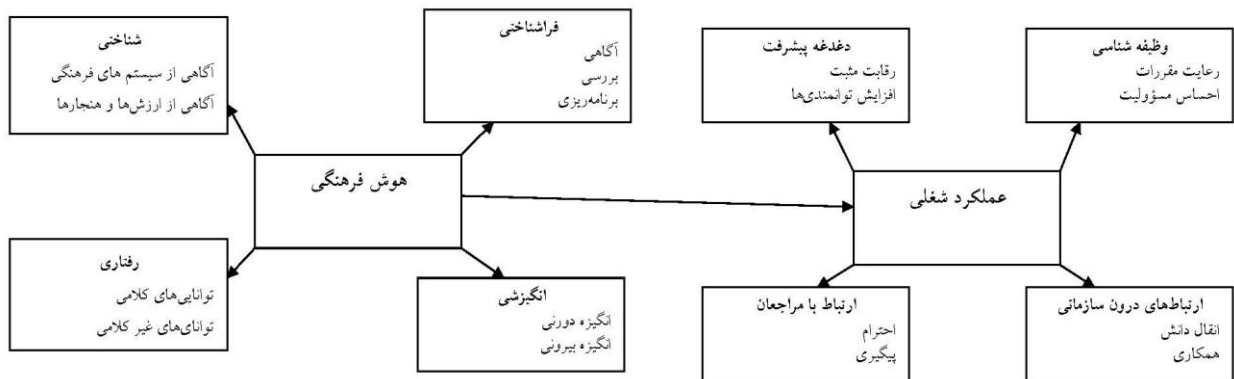 شناختی
آگاهی از سیستم های فرهنگی
آگاهی از ارزش‌ها و هنجارها
فراشناختی
آگاهی
بررسی
برنامه‌ریزی
دغدغه پیشرفت
رقابت مثبت
افزایش توانمندی‌ها
وظیفه شناسی
رعایت مقررات
احساس مسؤولیت
هوش فرهنگی
عملکرد شغلی
رفتاری
توانایی‌های کلامی
توانای‌های غیر کلامی
انگیزشی
انگیزه دورنی
انگیزه بیرونی
ارتباط با مراجعان
احترام
پیگیری
ارتباط‌های درون سازمانی
انقال دانش
همکاری